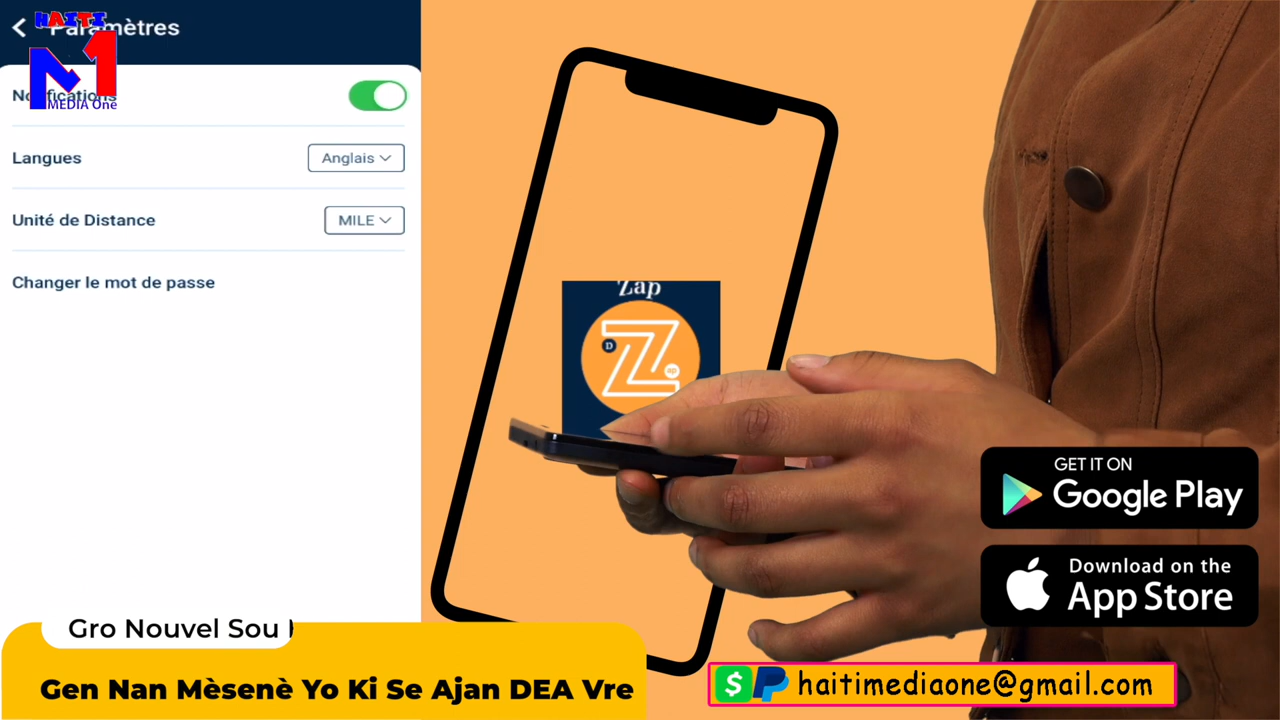 HAITI
Paramètres
MEDIA One
Notifications
Langues
Anglais
Unité de Distance
MILE
Changer le mot de passe
Zap
D
Zap
GET IT ON
Google Play
Download on the
App Store
Gro Nouvel Sou
Gen Nan Mèsenè Yo Ki Se Ajan DEA Vre
$ haitimediaone@gmail.com